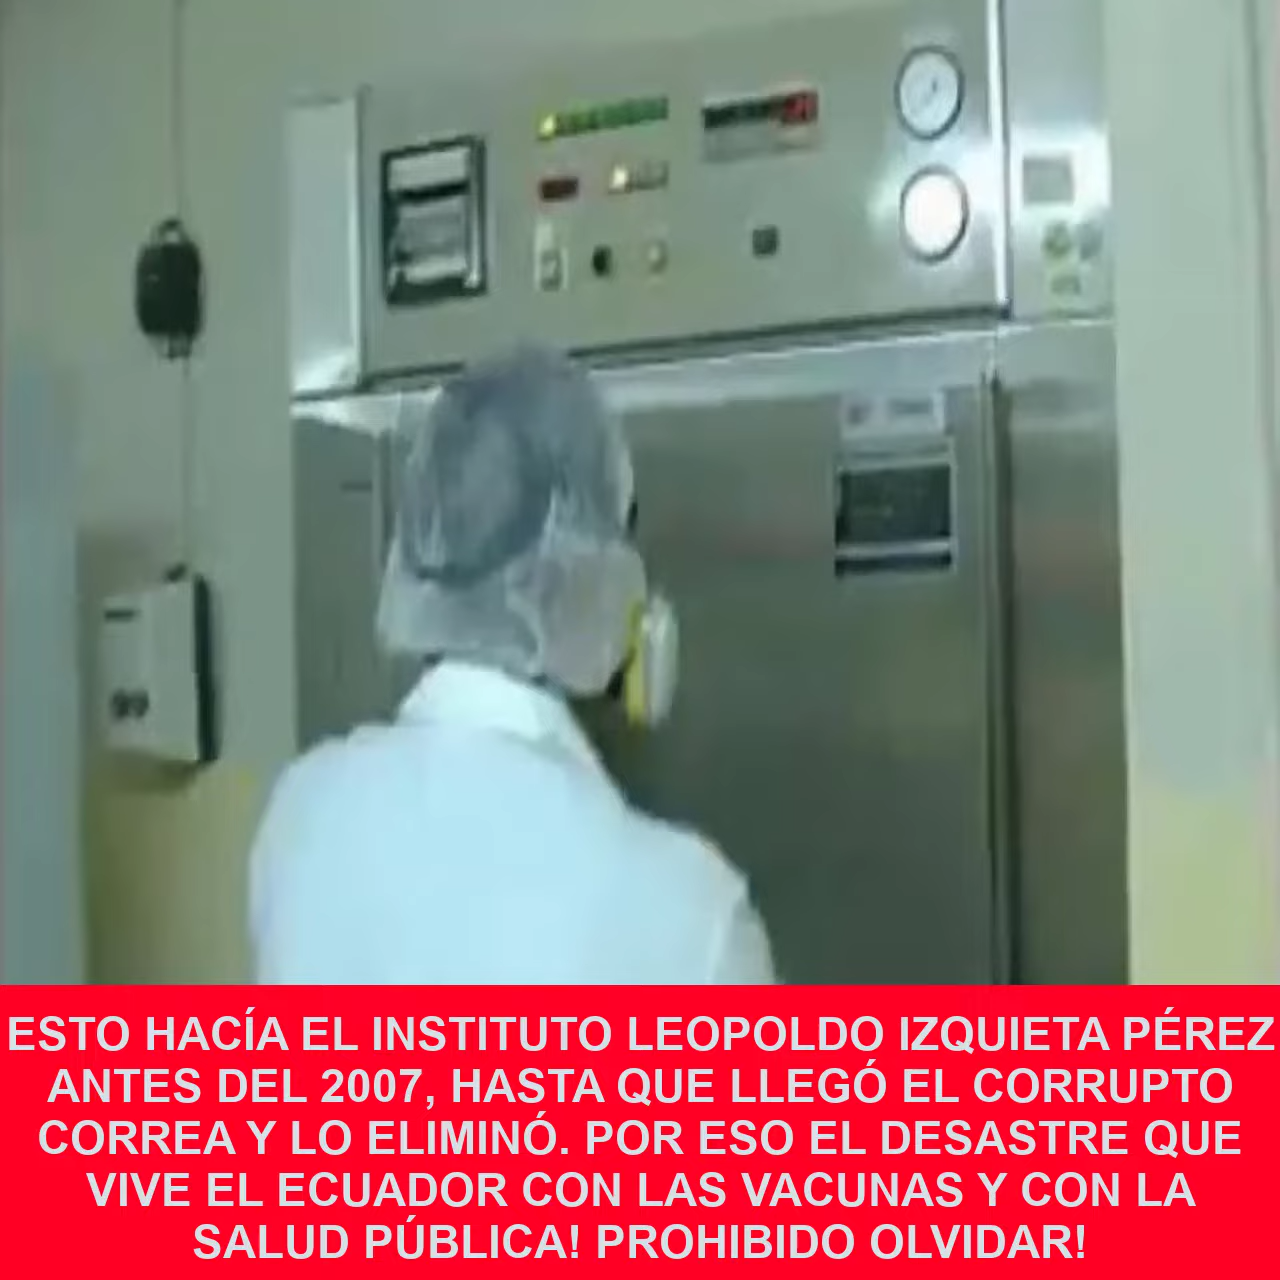 ESTO HACÍA EL INSTITUTO LEOPOLDO IZQUIETA PÉREZ
ANTES DEL 2007, HASTA QUE LLEGÓ EL CORRUPTO
CORREA Y LO ELIMINÓ. POR ESO EL DESASTRE QUE
VIVE EL ECUADOR CON LAS VACUNAS Y CON LA
SALUD PÚBLICA! PROHIBIDO OLVIDAR!